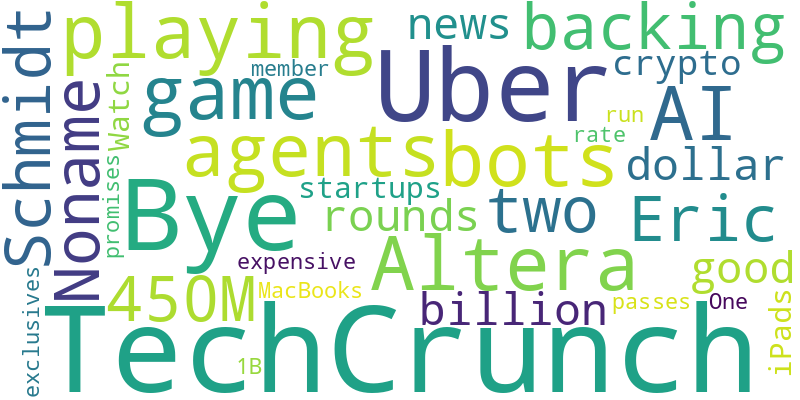 playing
news
backing
Schmidt
Noname
Watch
member
game
Uber
crypto
AI
run
rate
agents
bots
dollar
promises
Bye
startups
rounds
two
Eric
Altera
good
expensive
450M
MacBooks
billion
passes
One
iPads
exclusives
TechCrunch
1B